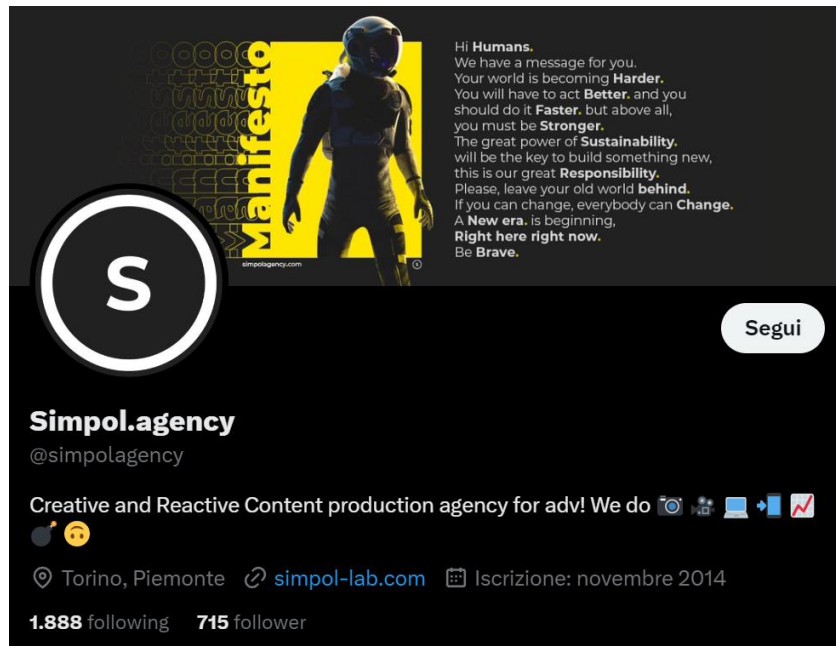 Manifesto
simpolagency.com
Hi Humans.
We have a message for you.
Your world is becoming Harder.
You will have to act Better. and you
should do it Faster. but above all,
you must be Stronger.
The great power of Sustainability.
will be the key to build something new,
this is our great Responsibility.
Please, leave your old world behind.
If you can change, everybody can Change.
A New era. is beginning,
Right here right now.
Be Brave.
S
Segui
Simpol.agency
@simpolagency
Creative and Reactive Content production agency for adv! We do 📷 🎥 💻 📲 📈
💣 🙃
Torino, Piemonte simpol-lab.com Iscrizione: novembre 2014
1.888 following 715 follower